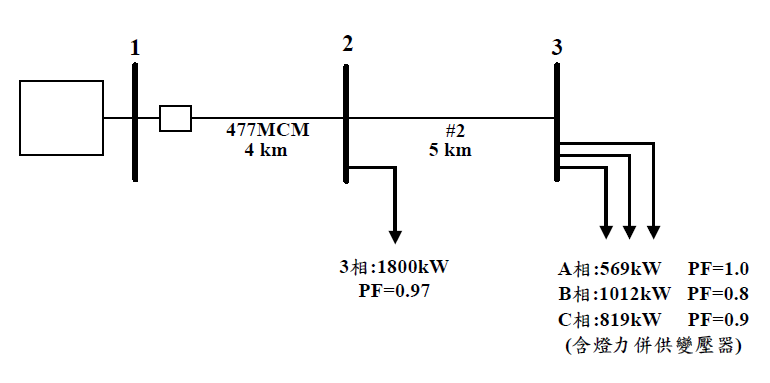 1
2
3
477MCM
4 km
#2
5 km
3相:1800kW
PF=0.97
A相:569kW PF=1.0
B相:1012kW PF=0.8
C相:819kW PF=0.9
(含燈力併供變壓器)